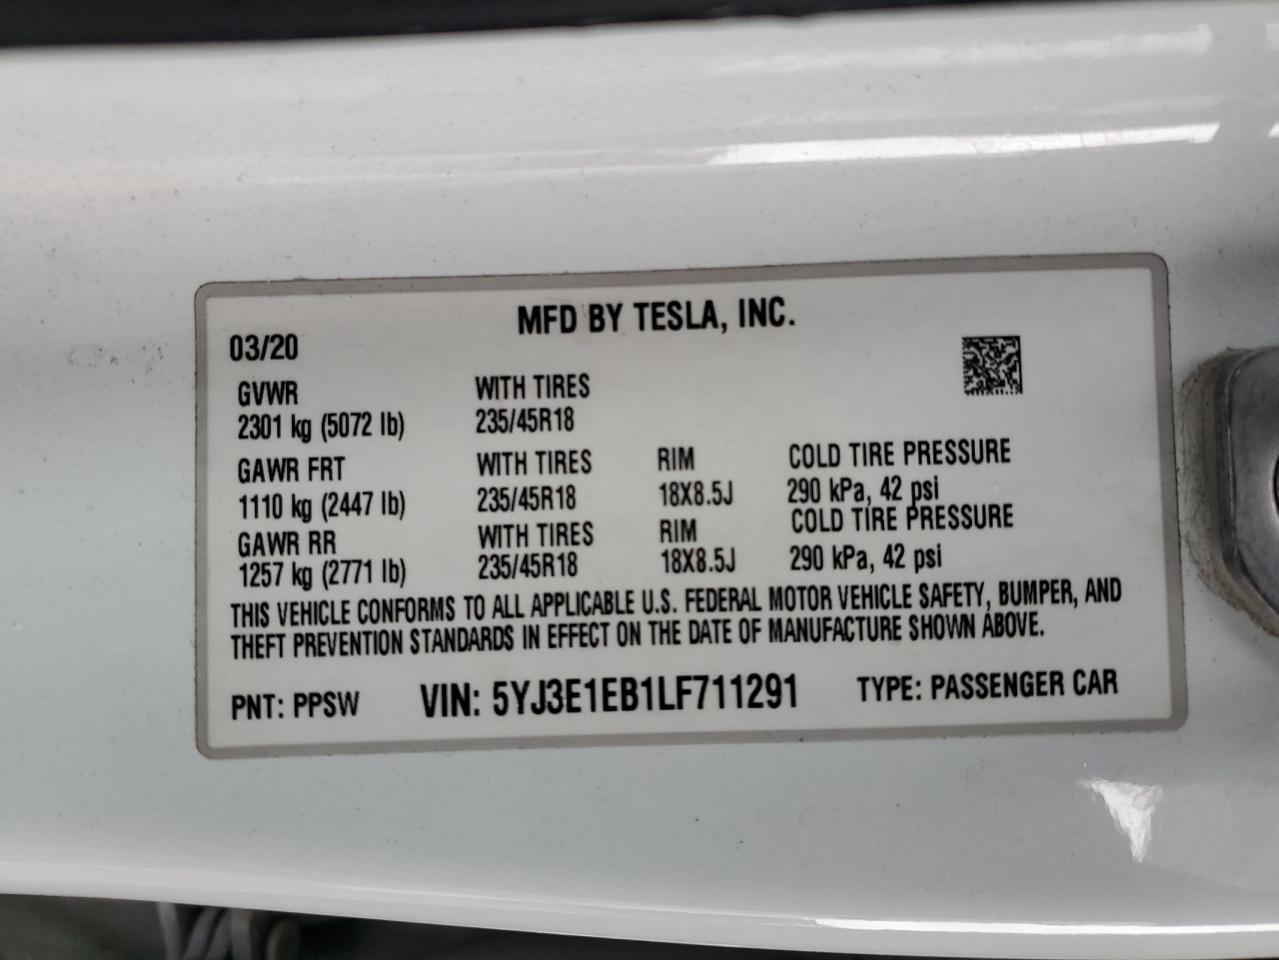 MFD BY TESLA, INC.
03/20
GVWR WITH TIRES
2301 kg (5072 lb) 235/45R18
GAWR FRT WITH TIRES RIM COLD TIRE PRESSURE
1110 kg (2447 lb) 235/45R18 18X8.5J 290 kPa, 42 psi
GAWR RR WITH TIRES RIM COLD TIRE PRESSURE
1257 kg (2771 lb) 235/45R18 18X8.5J 290 kPa, 42 psi
THIS VEHICLE CONFORMS TO ALL APPLICABLE U.S. FEDERAL MOTOR VEHICLE SAFETY, BUMPER, AND
THEFT PREVENTION STANDARDS IN EFFECT ON THE DATE OF MANUFACTURE SHOWN ABOVE.
PNT: PPSW VIN: 5YJ3E1EB1LF711291 TYPE: PASSENGER CAR